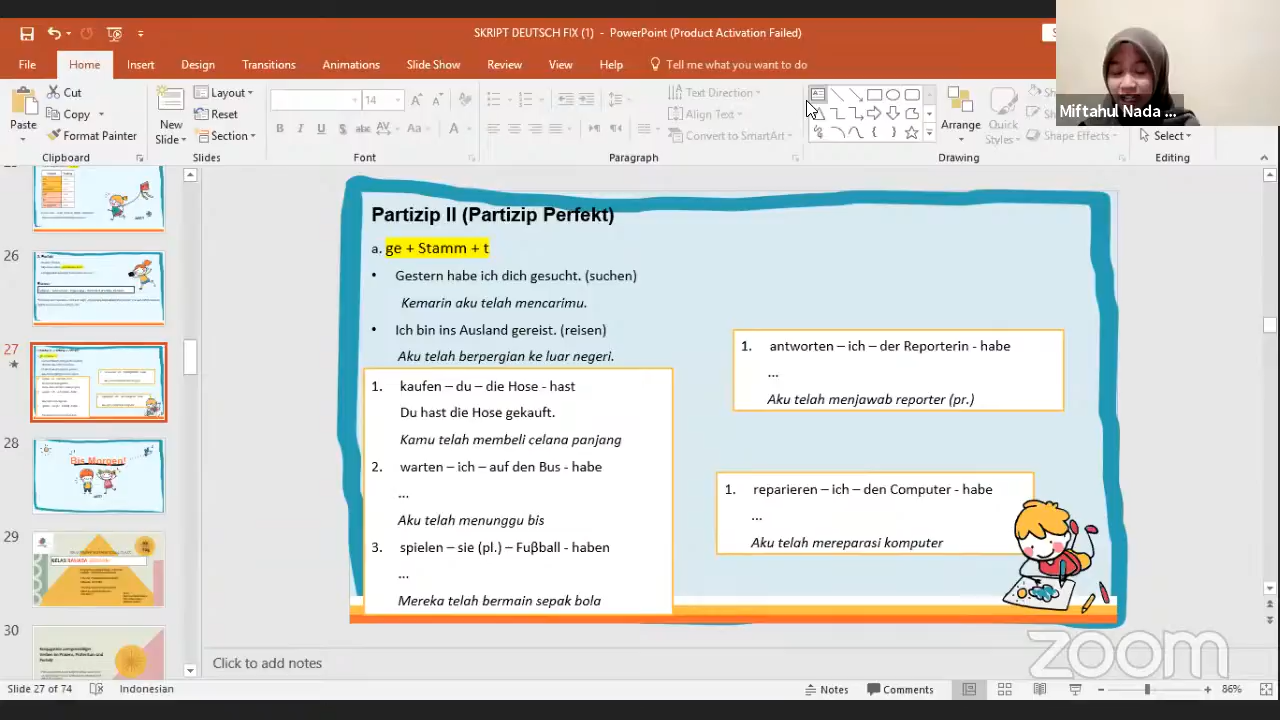 SKRIPT DEUTSCH FIX (1) - PowerPoint (Product Activation Failed)
File Home Insert Design Transitions Animations Slide Show Review View Help Tell me what you want to do
Paste
Cut
Copy
Format Painter
Clipboard
New Slide
Layout
Reset
Section
Slides
14
B I U S abc AV Aa A
Font
Text Direction
Align Text
Convert to SmartArt
Paragraph
Arrange
Quick Styles
Shape Effects
Drawing
Select
Editing
Miftahul Nada ...
26
27
28
Bis Morgen!
29
30
Partizip II (Partizip Perfekt)
a. ge + Stamm + t
• Gestern habe ich dich gesucht. (suchen)
Kemarin aku telah mencarimu.
• Ich bin ins Ausland gereist. (reisen)
Aku telah bepergian ke luar negeri.
1. kaufen – du – die Hose - hast
Du hast die Hose gekauft.
Kamu telah membeli celana panjang
2. warten – ich – auf den Bus - habe
...
Aku telah menunggu bis
3. spielen – sie (pl.) – Fuβball - haben
...
Mereka telah bermain sepak bola
1. antworten – ich – der Reporterin - habe
...
Aku telah menjawab reporter (pr.)
1. reparieren – ich – den Computer - habe
...
Aku telah mereparasi komputer
zoom
Click to add notes
Slide 27 of 74 Indonesian Notes Comments 86%